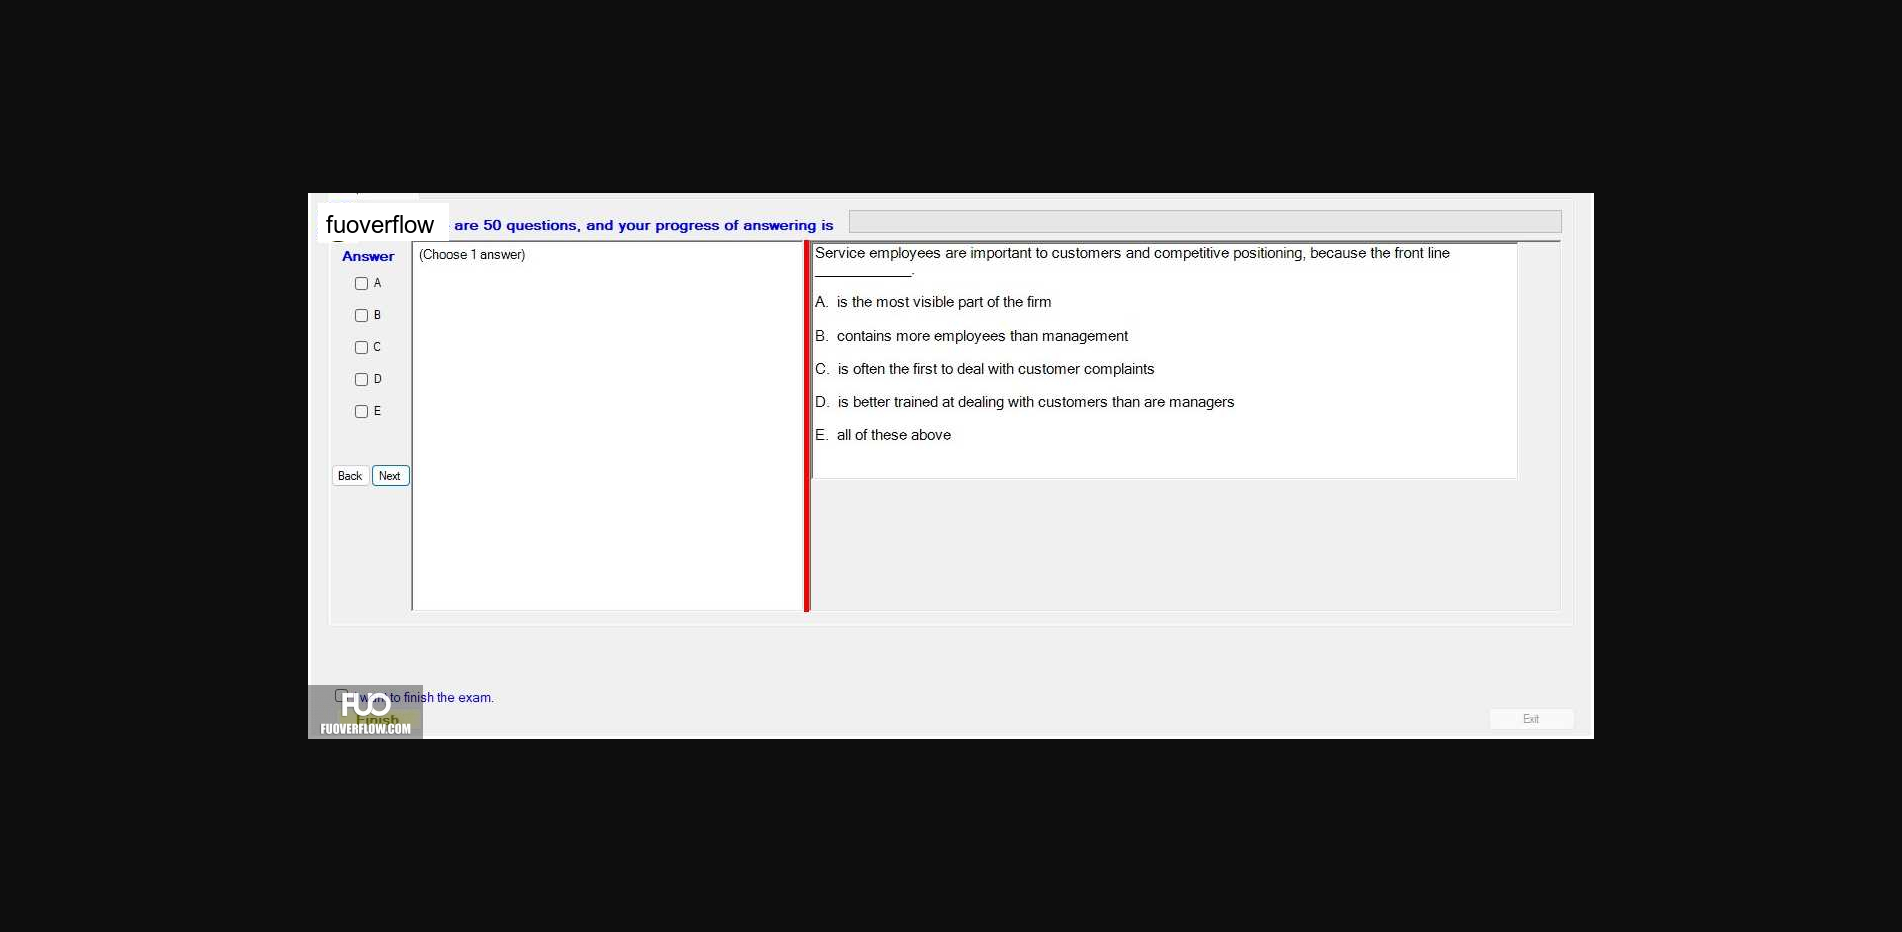 fuoverflow are 50 questions, and your progress of answering is
Answer
A
B
C
D
E
Back Next
(Choose 1 answer)
Service employees are important to customers and competitive positioning, because the front line
____________.
A. is the most visible part of the firm
B. contains more employees than management
C. is often the first to deal with customer complaints
D. is better trained at dealing with customers than are managers
E. all of these above
want to finish the exam.
Finish
FUO
FUOVERFLOW.COM
Exit